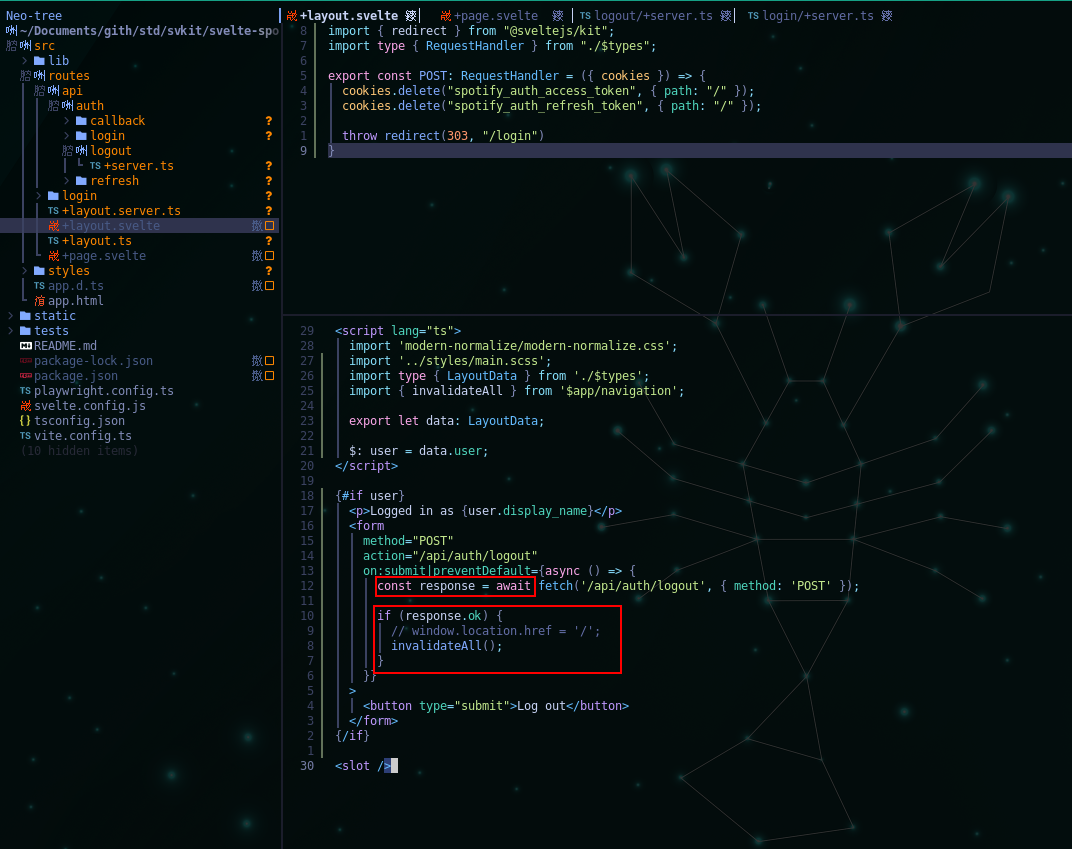 Neo-tree
~/Documents/gith/std/svkit/svelte-spo
src
lib
routes
api
auth
callback ?
login ?
logout
TS +server.ts ?
refresh ?
login ?
TS +layout.server.ts ?
+layout.svelte
TS +layout.ts ?
+page.svelte
styles ?
TS app.d.ts
app.html
static
tests
README.md
package-lock.json
package.json
TS playwright.config.ts
svelte.config.js
{} tsconfig.json
TS vite.config.ts
(10 hidden items)
+layout.svelte +page.svelte TS logout/+server.ts TS login/+server.ts
8 import { redirect } from "@sveltejs/kit";
7 import type { RequestHandler } from "./$types";
6
5 export const POST: RequestHandler = ({ cookies }) => {
4 cookies.delete("spotify_auth_access_token", { path: "/" });
3 cookies.delete("spotify_auth_refresh_token", { path: "/" });
2
1 throw redirect(303, "/login")
9 }
29 <script lang="ts">
28 import 'modern-normalize/modern-normalize.css';
27 import '../styles/main.scss';
26 import type { LayoutData } from './$types';
25 import { invalidateAll } from '$app/navigation';
24
23 export let data: LayoutData;
22
21 $: user = data.user;
20 </script>
19
18 {#if user}
17 <p>Logged in as {user.display_name}</p>
16 <form
15 method="POST"
14 action="/api/auth/logout"
13 on:submit|preventDefault={async () => {
12 const response = await fetch('/api/auth/logout', { method: 'POST' });
11
10 if (response.ok) {
9 // window.location.href = '/';
8 invalidateAll();
7 }
6 }}
5 >
4 <button type="submit">Log out</button>
3 </form>
2 {/if}
1
30 <slot />